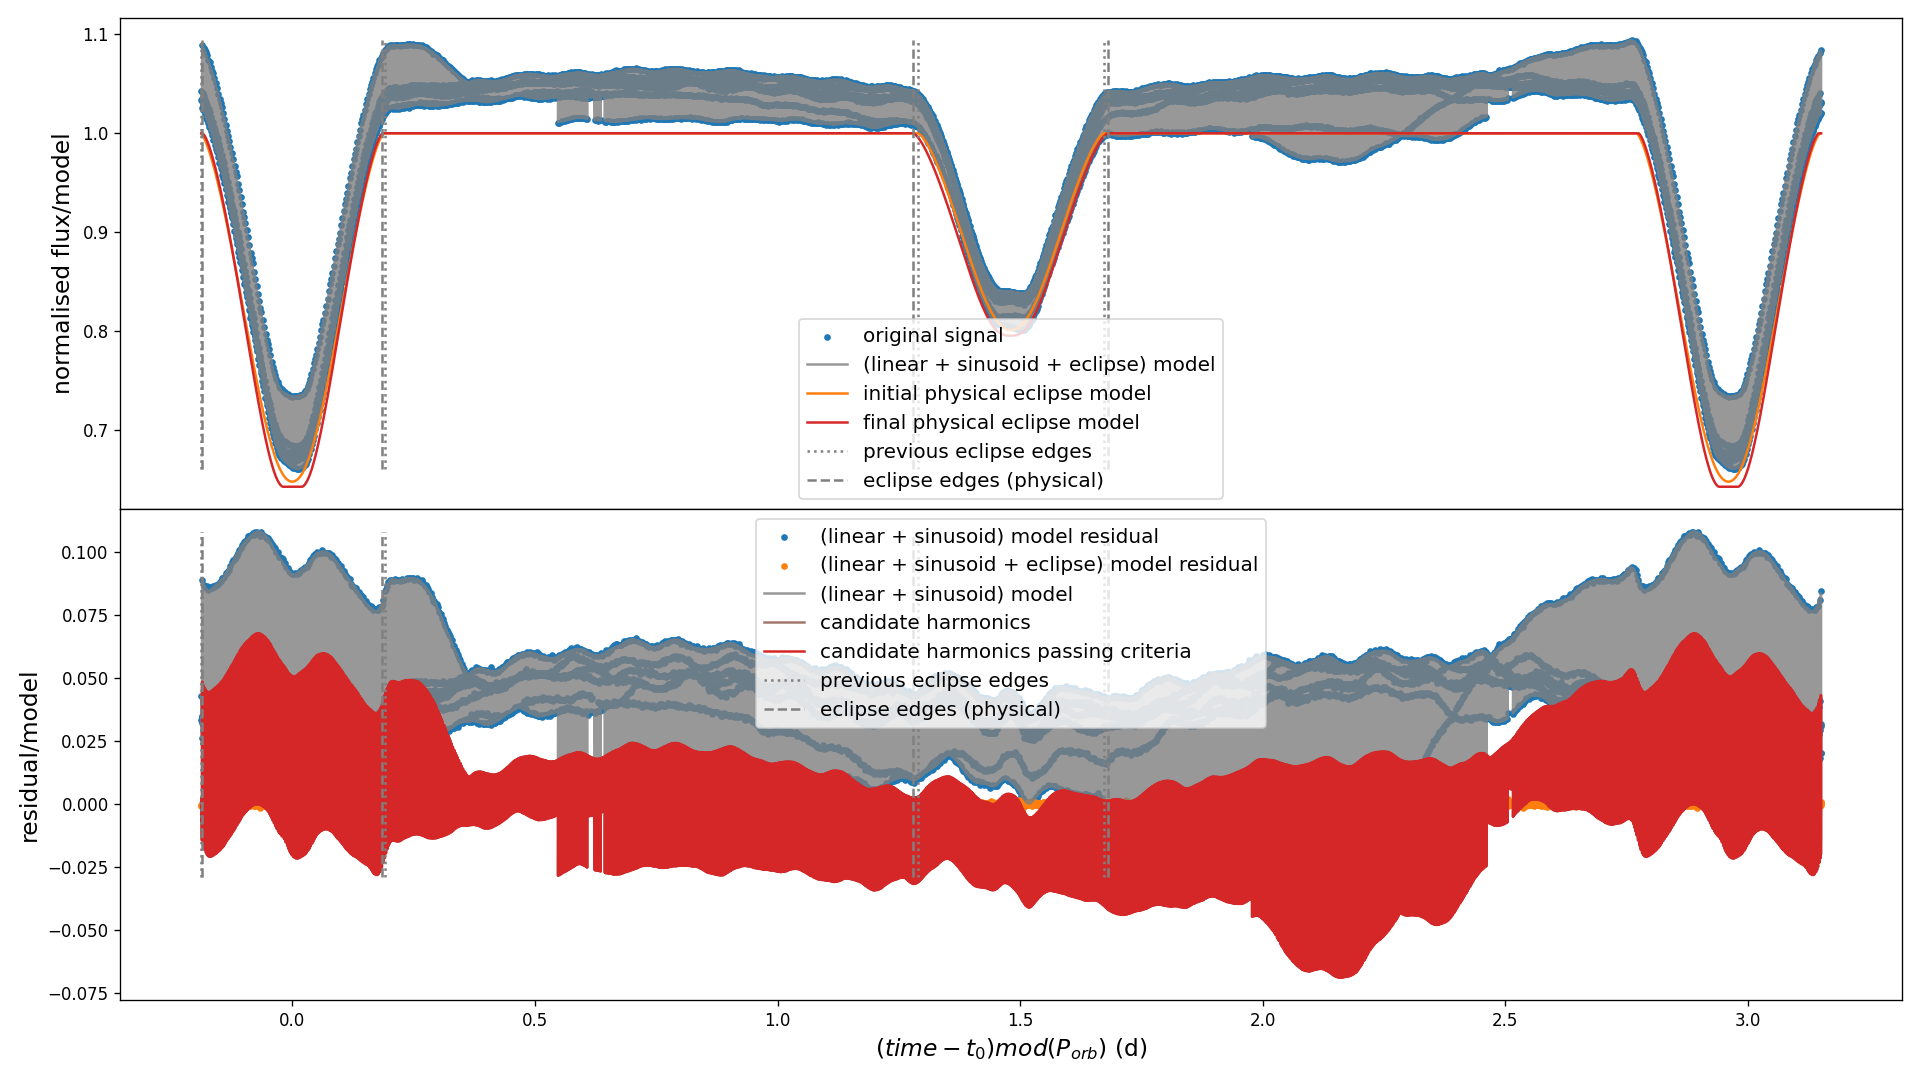 1.1
1.0
0.9
0.8
0.7
normalised flux/model
original signal
(linear + sinusoid + eclipse) model
initial physical eclipse model
final physical eclipse model
previous eclipse edges
eclipse edges (physical)
0.100
0.075
0.050
0.025
0.000
−0.025
−0.050
−0.075
residual/model
(linear + sinusoid) model residual
(linear + sinusoid + eclipse) model residual
(linear + sinusoid) model
candidate harmonics
candidate harmonics passing criteria
previous eclipse edges
eclipse edges (physical)
0.0 0.5 1.0 1.5 2.0 2.5 3.0
(time − t₀)mod(P_orb) (d)